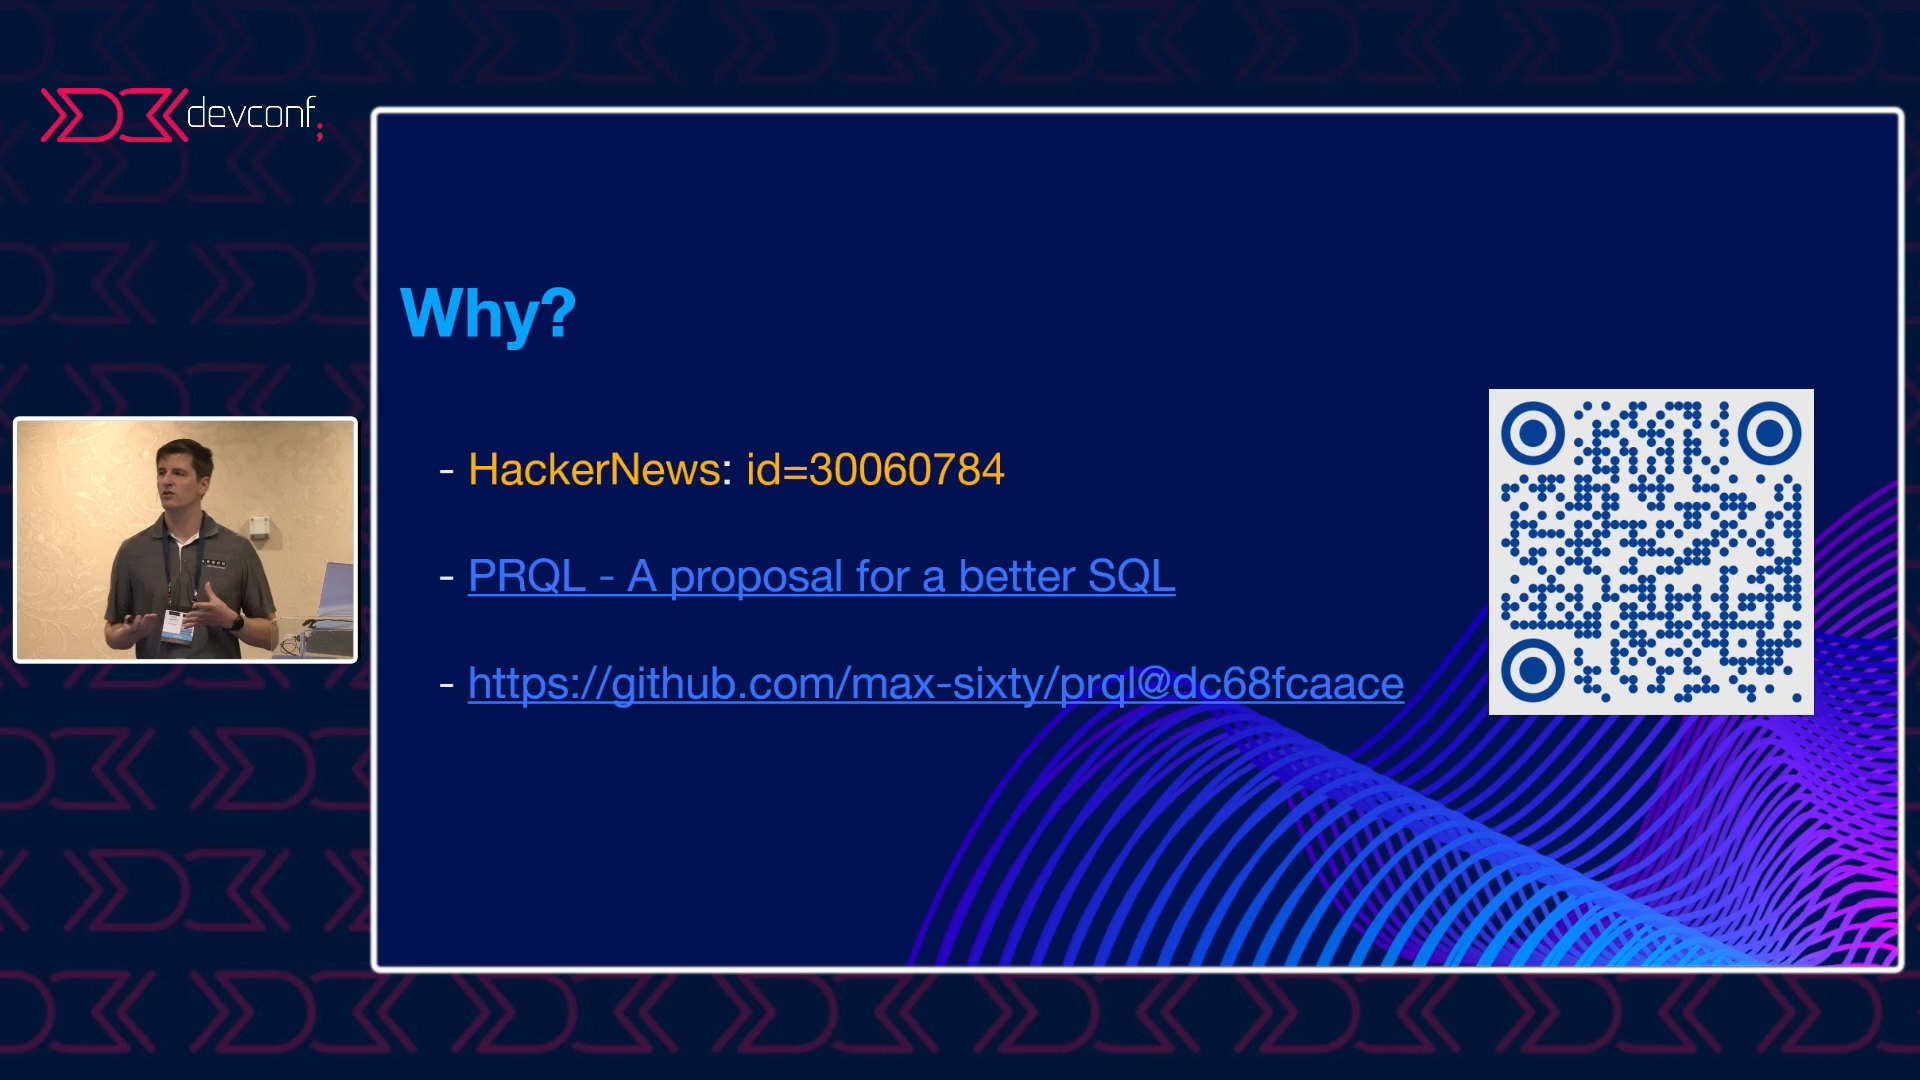 devconf;
Why?
- HackerNews: id=30060784
- PRQL - A proposal for a better SQL
- https://github.com/max-sixty/prql@dc68fcaace